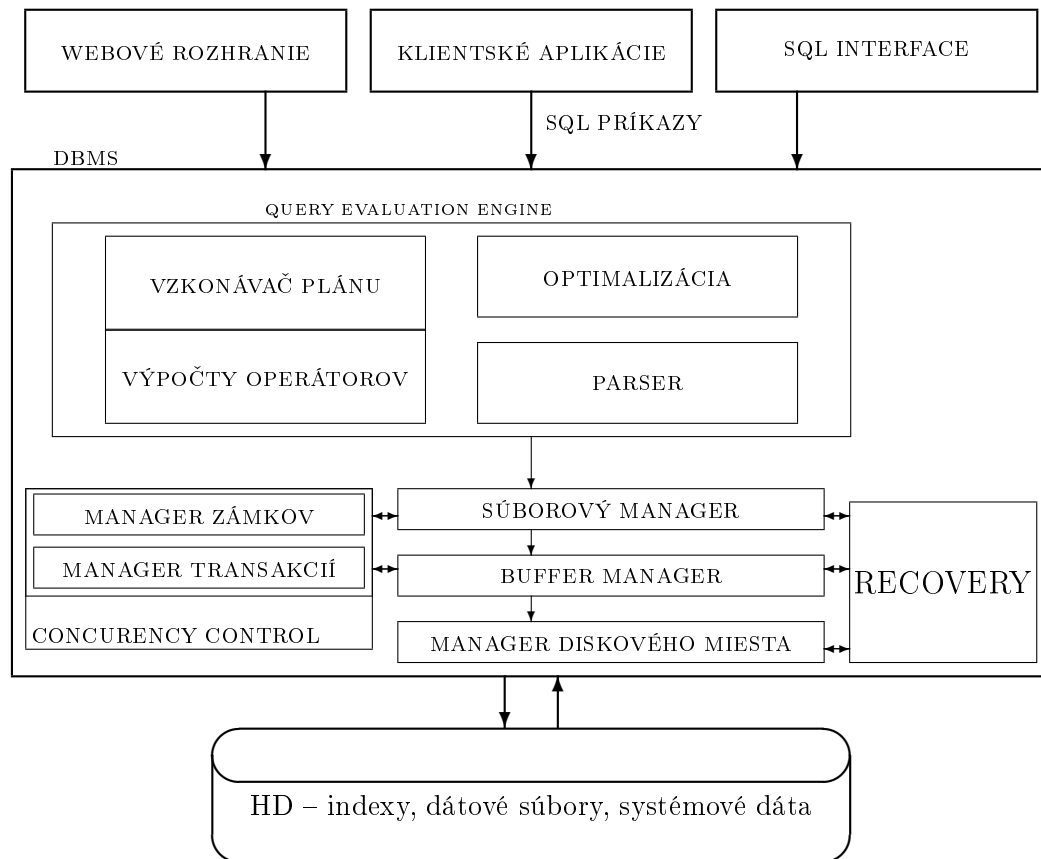 WEBOVÉ ROZHRANIE
KLIENTSKÉ APLIKÁCIE
SQL INTERFACE
SQL PRÍKAZY
DBMS
QUERY EVALUATION ENGINE
VZKONÁVAČ PLÁNU
OPTIMALIZÁCIA
VÝPOČTY OPERÁTOROV
PARSER
MANAGER ZÁMKOV
SÚBOROVÝ MANAGER
MANAGER TRANSAKCIÍ
BUFFER MANAGER
RECOVERY
CONCURENCY CONTROL
MANAGER DISKOVÉHO MIESTA
HD – indexy, dátové súbory, systémové dáta